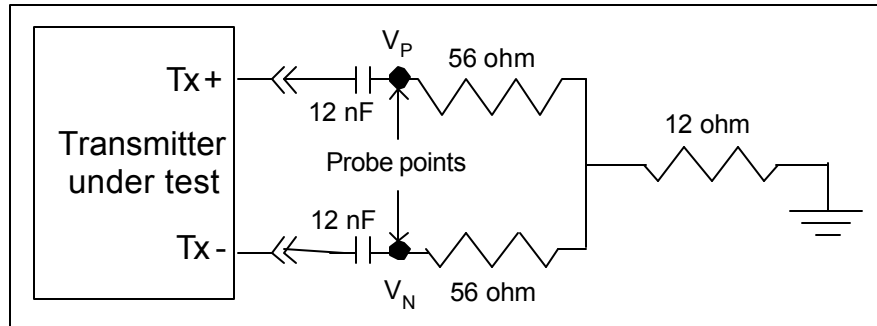 V_P
56 ohm
Tx+
12 nF
12 ohm
Transmitter
under test
Probe points
12 nF
Tx-
V_N
56 ohm